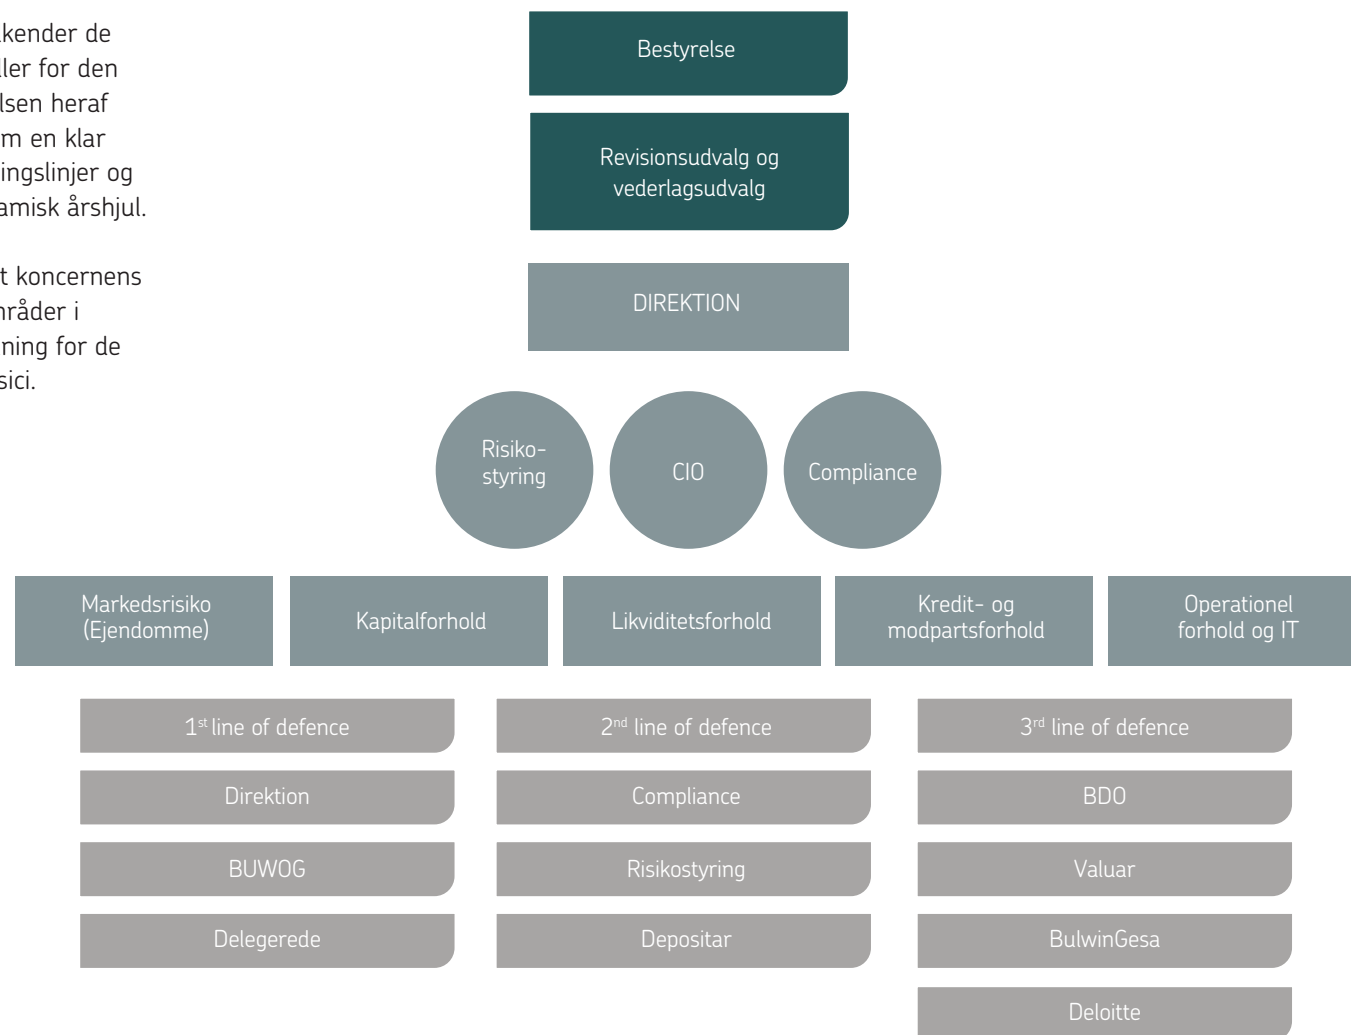 kender de
ller for den
lsen heraf
m en klar
ingslinjer og
amisk årshjul.
t koncernens
nråder i
ning for de
sici.
Bestyrelse
Revisionsudvalg og
vederlagsudvalg
DIREKTION
Risiko-
styring
CIO
Compliance
Markedsrisiko
(Ejendomme)
Kapitalforhold
Likviditetsforhold
Kredit- og
modpartsforhold
Operationel
forhold og IT
1st line of defence
2nd line of defence
3rd line of defence
Direktion
Compliance
BDO
BUWOG
Risikostyring
Valuar
Delegerede
Depositar
BulwinGesa
Deloitte